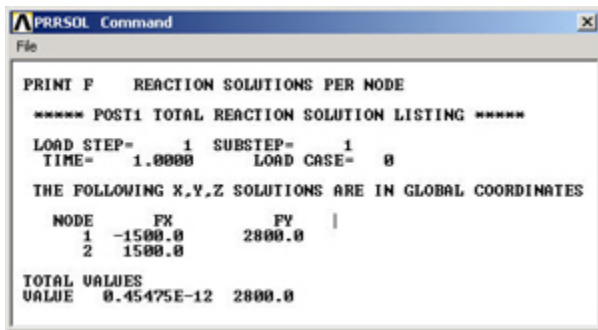 PRRSOL Command
File
PRINT F REACTION SOLUTIONS PER NODE
***** POST1 TOTAL REACTION SOLUTION LISTING *****
LOAD STEP= 1 SUBSTEP= 1
TIME= 1.0000 LOAD CASE= 0
THE FOLLOWING X,Y,Z SOLUTIONS ARE IN GLOBAL COORDINATES
NODE FX FY
1 -1500.0 2800.0
2 1500.0
TOTAL VALUES
VALUE 0.45475E-12 2800.0